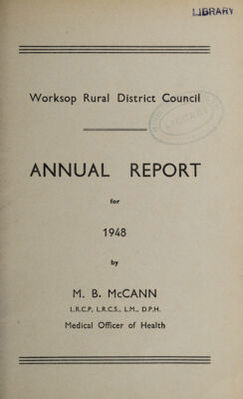 LIBRARY
Worksop Rural District Council
ANNUAL REPORT
for
1948
by
M. B. McCANN
L.R.C.P., L.R.C.S., L.M., D.P.H.
Medical Officer of Health